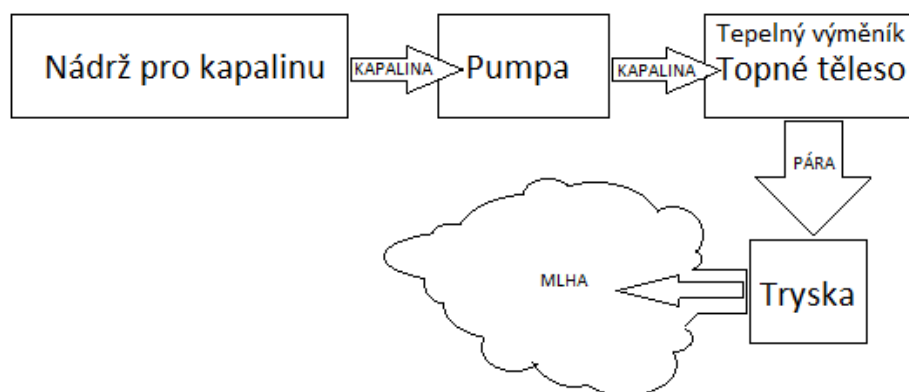 Nádrž pro kapalinu
KAPALINA
Pumpa
KAPALINA
Tepelný výměník
Topné těleso
PÁRA
Tryska
MLHA